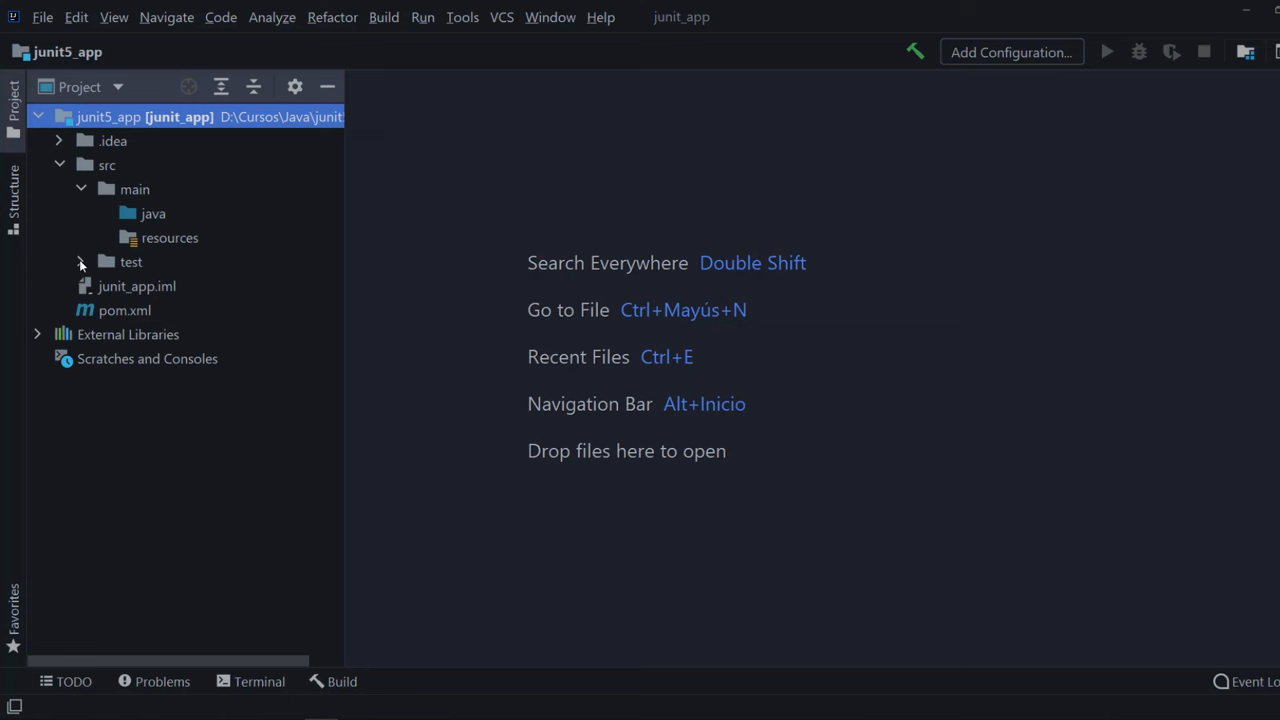 File Edit View Navigate Code Analyze Refactor Build Run Tools VCS Window Help junit_app
junit5_app
Add Configuration...
Project
Project
junit5_app [junit_app] D:\Cursos\Java\junit5
.idea
src
main
java
resources
test
junit_app.iml
pom.xml
External Libraries
Scratches and Consoles
Structure
Favorites
Search Everywhere Double Shift
Go to File Ctrl+Mayús+N
Recent Files Ctrl+E
Navigation Bar Alt+Inicio
Drop files here to open
TODO Problems Terminal Build
Event Lo